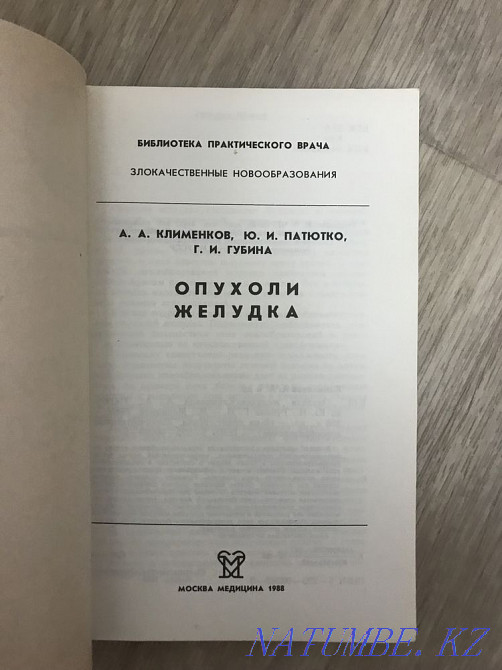 БИБЛИОТЕКА ПРАКТИЧЕСКОГО ВРАЧА
ЗЛОКАЧЕСТВЕННЫЕ НОВООБРАЗОВАНИЯ
А. А. КЛИМЕНКОВ, Ю. И. ПАТЮТКО,
Г. И. ГУБИНА
ОПУХОЛИ
ЖЕЛУДКА
МОСКВА МЕДИЦИНА 1988
NATUMBE.KZ